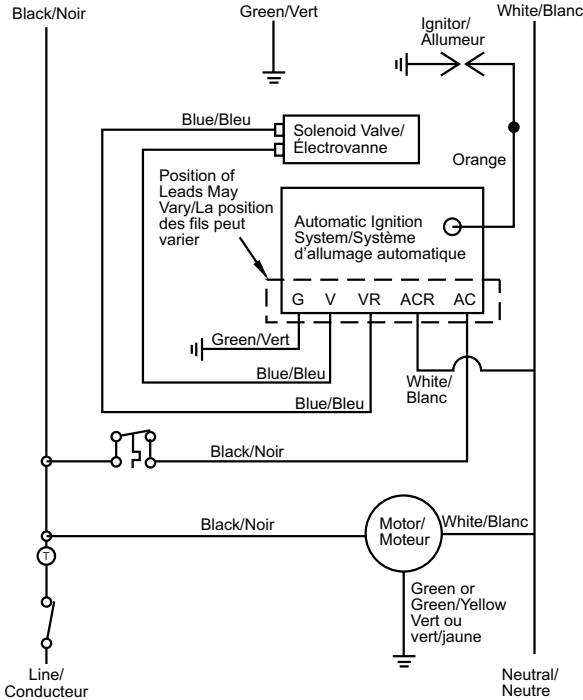 Black/Noir
Green/Vert
White/Blanc
Ignitor/
Allumeur
Blue/Bleu
Solenoid Valve/
Électrovanne
Orange
Position of
Leads May
Vary/La position
des fils peut
varier
Automatic Ignition
System/Système
d'allumage automatique
G V VR ACR AC
Green/Vert
Blue/Bleu
White/
Blanc
Blue/Bleu
Black/Noir
Black/Noir
Motor/
Moteur
White/Blanc
T
Green or
Green/Yellow
Vert ou
vert/jaune
Line/
Conducteur
Neutral/
Neutre